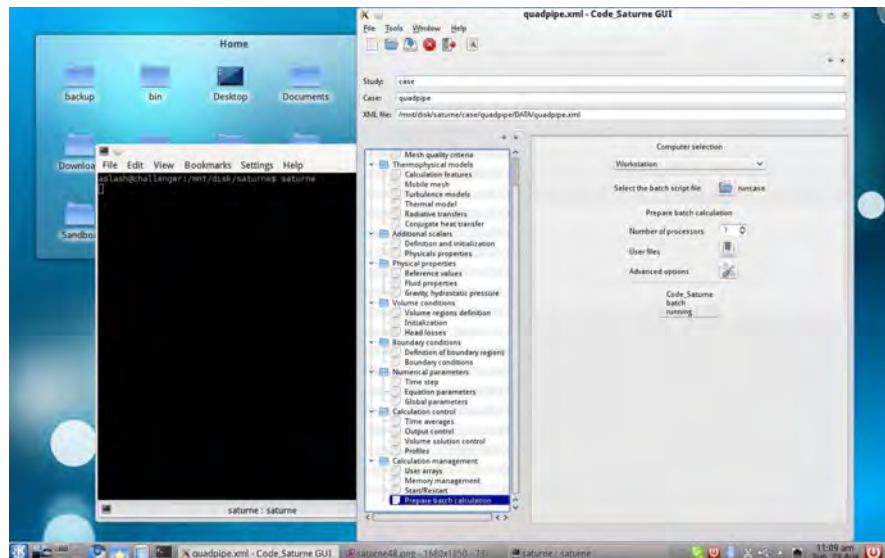 Home
backup
bin
Desktop
Documents
Sandbo
File Edit View Bookmarks Settings Help
aslash@challenger:/mnt/disk/saturne$ saturne
saturne : saturne
quadpipe.xml - Code_Saturne GUI
File Tools Window Help
Study: case
Case: quadpipe
XML file: /mnt/disk/saturne/case/quadpipe/DATA/quadpipe.xml
Mesh quality criteria
Thermophysical models
Calculation features
Mobile mesh
Turbulence models
Thermal model
Radiative transfers
Conjugate heat transfer
Additional scalars
Definition and initialization
Physicals properties
Physical properties
Reference values
Fluid properties
Gravity, hydrostatic pressure
Volume conditions
Volume regions definition
Initialization
Head losses
Boundary conditions
Definition of boundary regions
Boundary conditions
Numerical parameters
Time step
Equation parameters
Global parameters
Calculation control
Time averages
Output control
Volume solution control
Profiles
Calculation management
User arrays
Memory management
Start/Restart
Prepare batch calculation
Computer selection
Workstation
Select the batch script file runcase
Prepare batch calculation
Number of processors 1
User files
Advanced options
Code_Saturne
batch
running
quadpipe.xml - Code_Saturne GUI
saturne : saturne
11:09 am